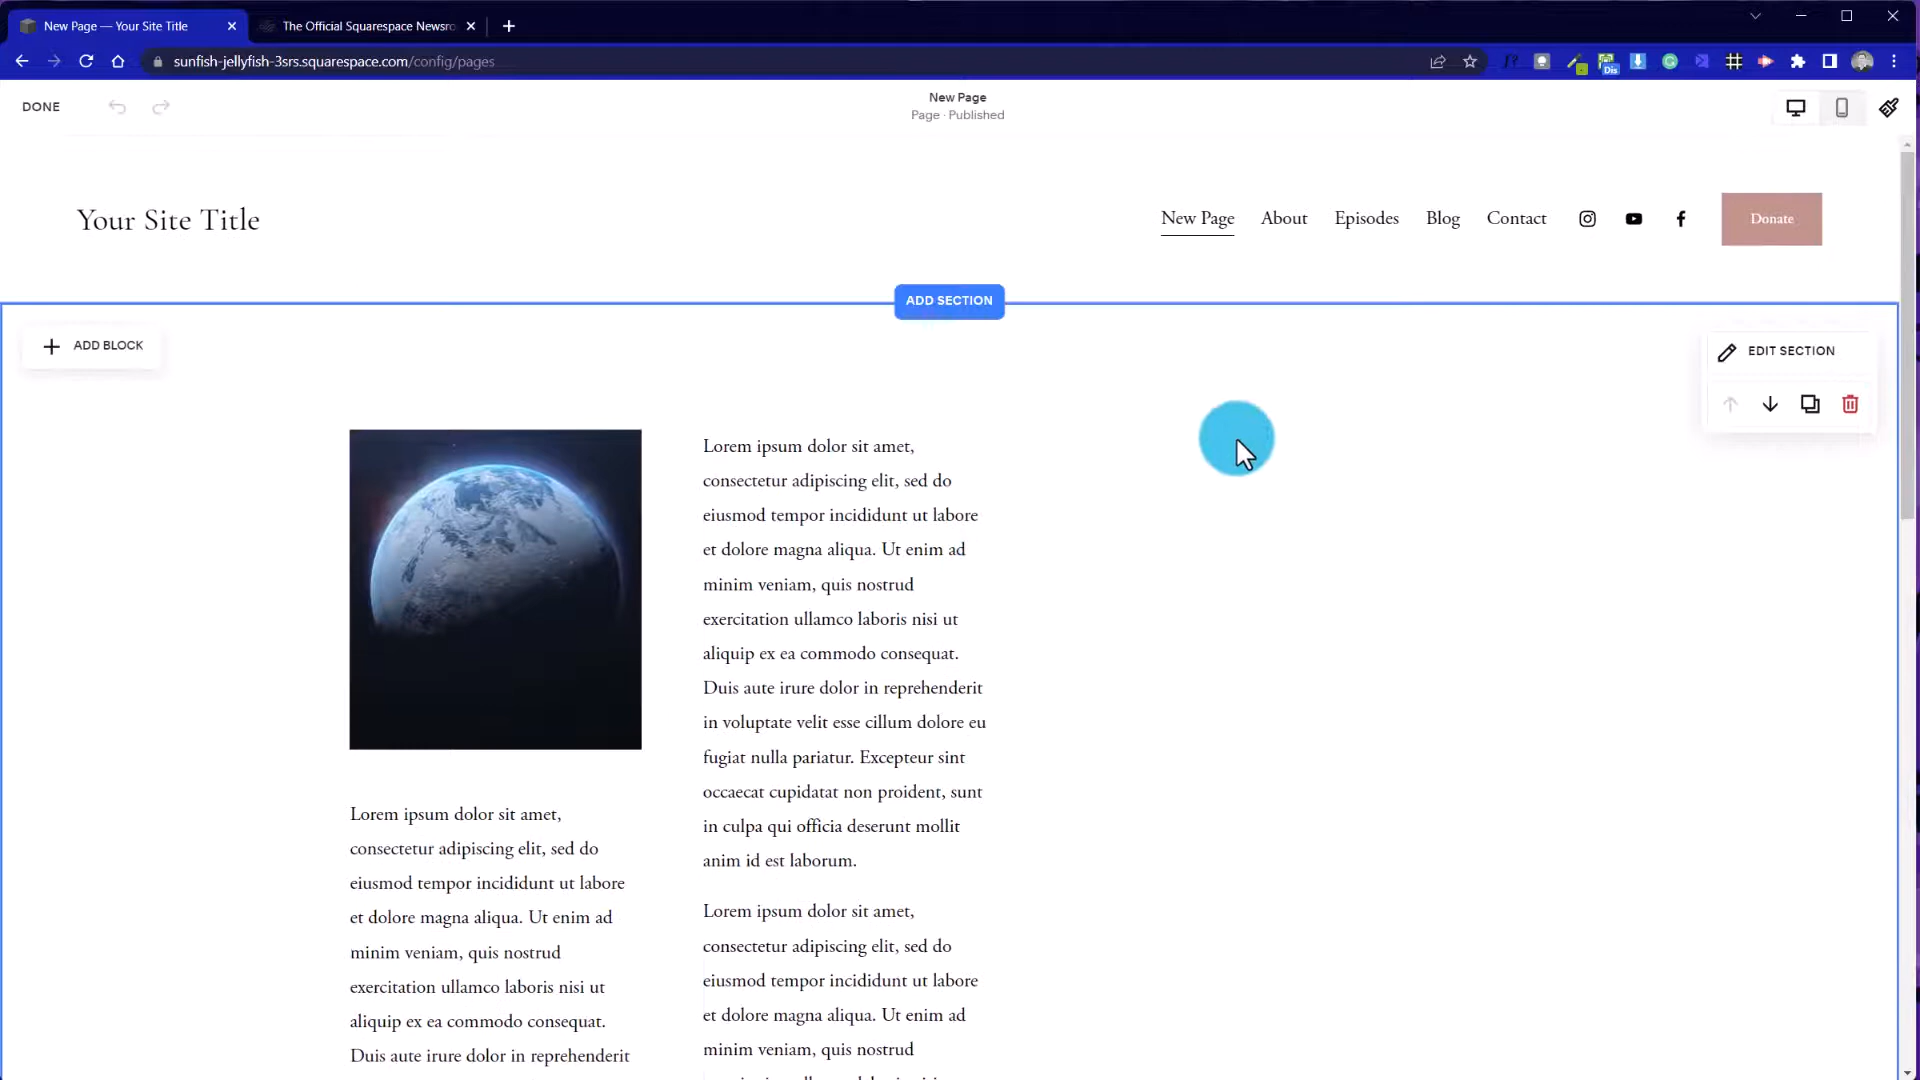 New Page — Your Site Title
The Official Squarespace Newsro
sunfish-jellyfish-3srs.squarespace.com/config/pages
Dis
DONE
New Page
Page · Published
Your Site Title
New Page
About
Episodes
Blog
Contact
Donate
ADD SECTION
ADD BLOCK
EDIT SECTION
Lorem ipsum dolor sit amet,
consectetur adipiscing elit, sed do
eiusmod tempor incididunt ut labore
et dolore magna aliqua. Ut enim ad
minim veniam, quis nostrud
exercitation ullamco laboris nisi ut
aliquip ex ea commodo consequat.
Duis aute irure dolor in reprehenderit
Lorem ipsum dolor sit amet,
consectetur adipiscing elit, sed do
eiusmod tempor incididunt ut labore
et dolore magna aliqua. Ut enim ad
minim veniam, quis nostrud
exercitation ullamco laboris nisi ut
aliquip ex ea commodo consequat.
Duis aute irure dolor in reprehenderit
in voluptate velit esse cillum dolore eu
fugiat nulla pariatur. Excepteur sint
occaecat cupidatat non proident, sunt
in culpa qui officia deserunt mollit
anim id est laborum.
Lorem ipsum dolor sit amet,
consectetur adipiscing elit, sed do
eiusmod tempor incididunt ut labore
et dolore magna aliqua. Ut enim ad
minim veniam, quis nostrud